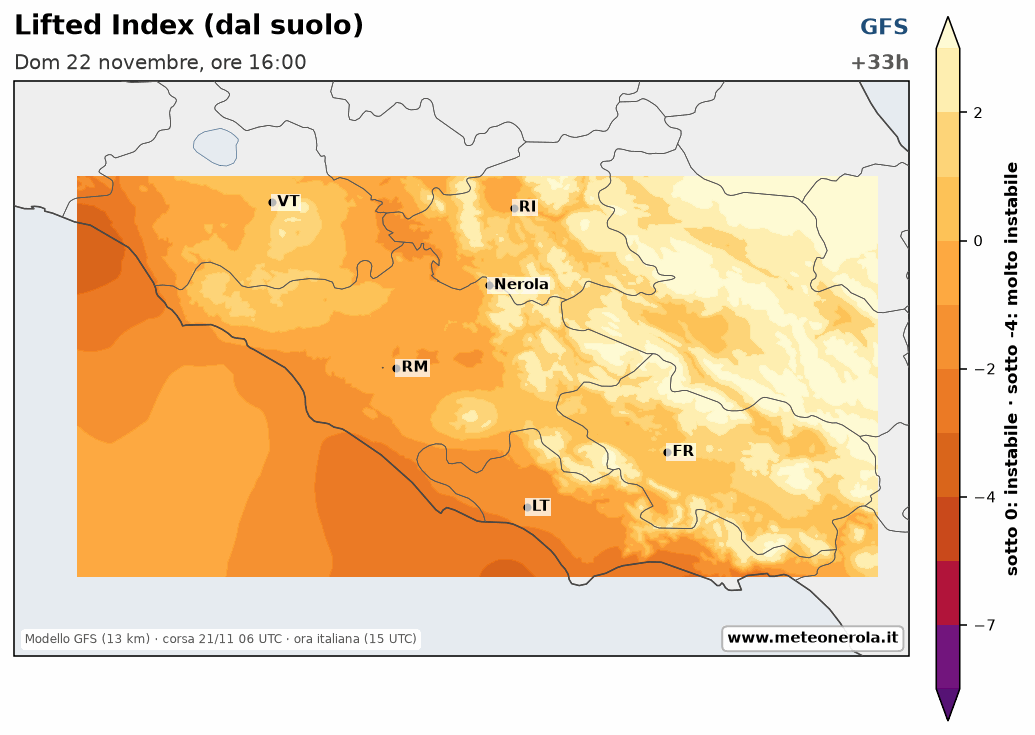 Lifted Index (dal suolo)
GFS
Dom 22 novembre, ore 16:00
+33h
VT
RI
Nerola
RM
FR
LT
2
0
−2
−4
−7
sotto 0: instabile · sotto -4: molto instabile
Modello GFS (13 km) · corsa 21/11 06 UTC · ora italiana (15 UTC)
www.meteonerola.it